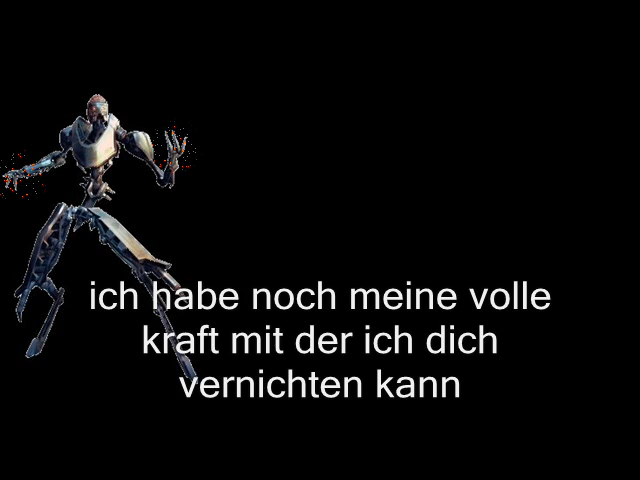 ich habe noch meine volle
kraft mit der ich dich
vernichten kann